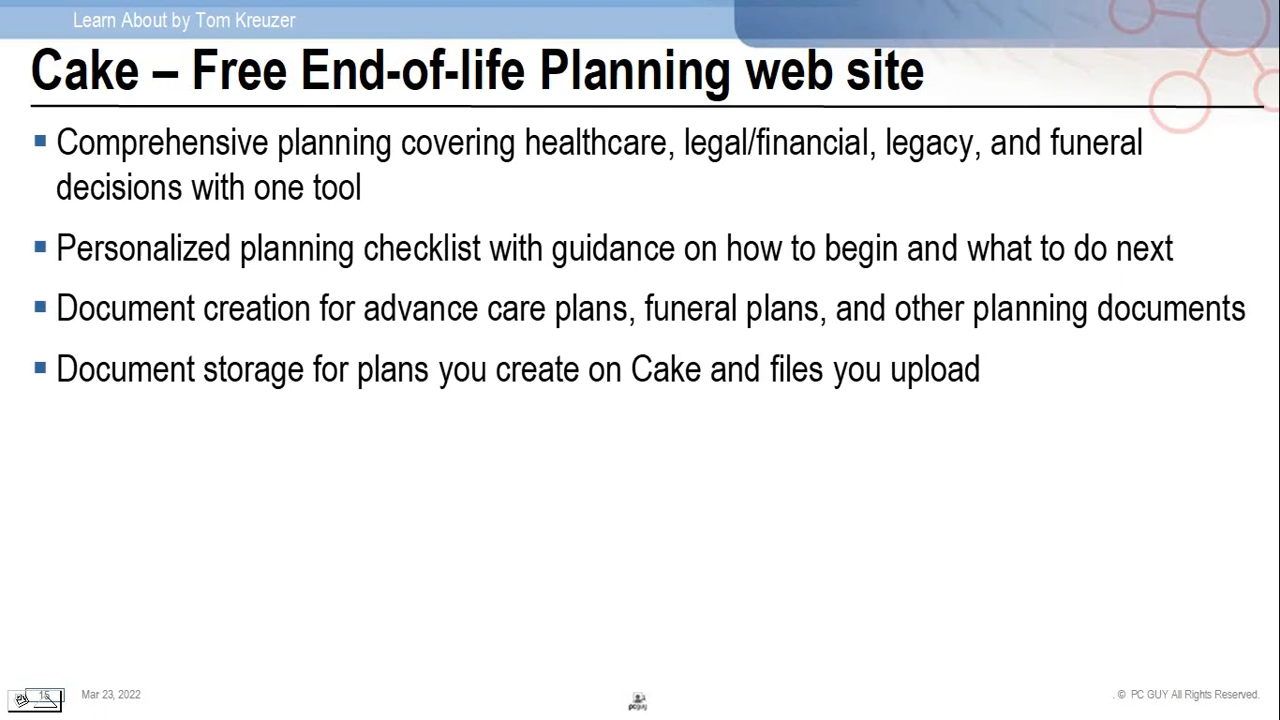 Learn About by Tom Kreuzer
Cake – Free End-of-life Planning web site
▪ Comprehensive planning covering healthcare, legal/financial, legacy, and funeral
decisions with one tool
▪ Personalized planning checklist with guidance on how to begin and what to do next
▪ Document creation for advance care plans, funeral plans, and other planning documents
▪ Document storage for plans you create on Cake and files you upload
15
Mar 23, 2022
pcguy
. © PC GUY All Rights Reserved.